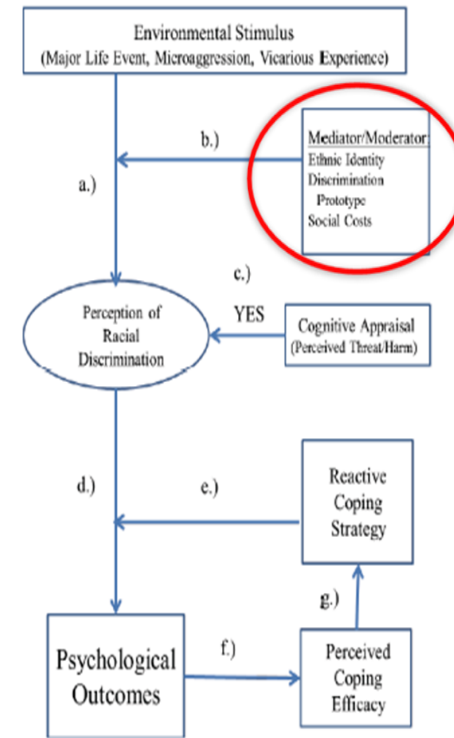 Environmental Stimulus
(Major Life Event, Microaggression, Vicarious Experience)
b.)
Mediator/Moderator:
Ethnic Identity
Discrimination
Prototype
Social Costs
a.)
c.)
YES
Perception of
Racial
Discrimination
Cognitive Appraisal
(Perceived Threat/Harm)
d.)
e.)
Reactive
Coping
Strategy
g.)
f.)
Psychological
Outcomes
Perceived
Coping
Efficacy